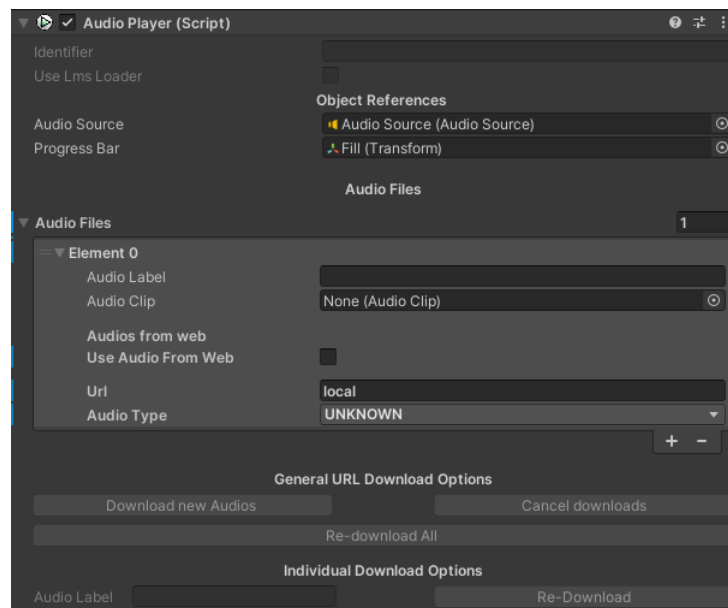 Audio Player (Script)
Identifier
Use Lms Loader
Object References
Audio Source Audio Source (Audio Source)
Progress Bar Fill (Transform)
Audio Files
Audio Files 1
Element 0
Audio Label
Audio Clip None (Audio Clip)
Audios from web
Use Audio From Web
Url local
Audio Type UNKNOWN
General URL Download Options
Download new Audios Cancel downloads
Re-download All
Individual Download Options
Audio Label Re-Download